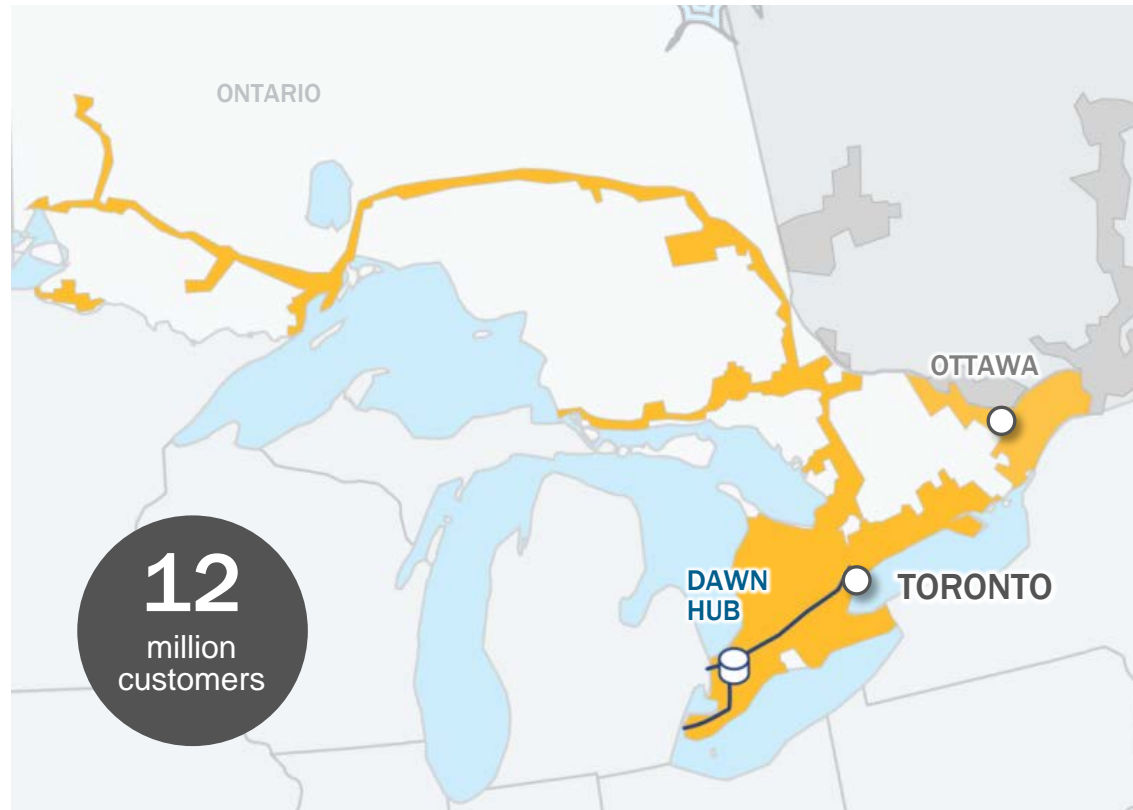 ONTARIO
OTTAWA
DAWN
HUB
TORONTO
12
million
customers